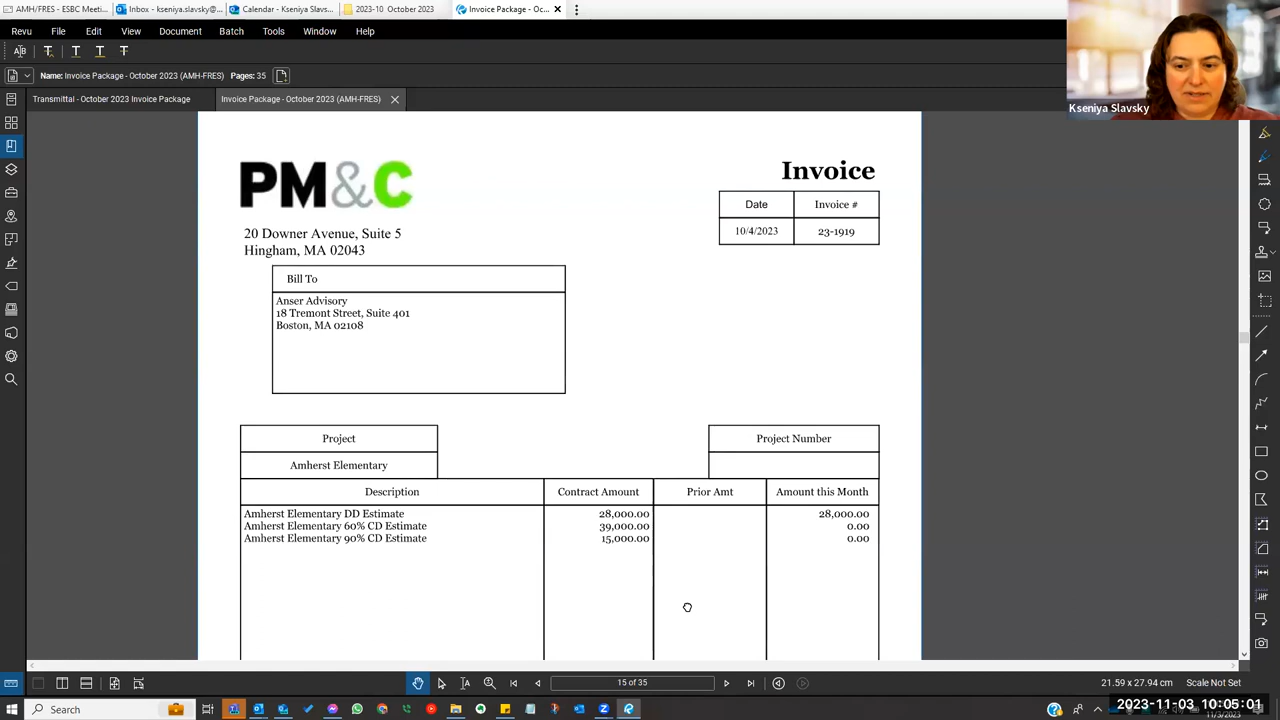 AMH/FRES - ESBC Meeti...
Inbox - kseniya.slavsky@...
Calendar - Kseniya Slavs...
2023-10 October 2023
Invoice Package - Oc...
Revu File Edit View Document Batch Tools Window Help
Name: Invoice Package - October 2023 (AMH-FRES) Pages: 35
Transmittal - October 2023 Invoice Package
Invoice Package - October 2023 (AMH-FRES)
Kseniya Slavsky
PM&C
Invoice
Date Invoice #
10/4/2023 23-1919
20 Downer Avenue, Suite 5
Hingham, MA 02043
Bill To
Anser Advisory
18 Tremont Street, Suite 401
Boston, MA 02108
Project Project Number
Amherst Elementary
Description Contract Amount Prior Amt Amount this Month
Amherst Elementary DD Estimate 28,000.00 28,000.00
Amherst Elementary 60% CD Estimate 39,000.00 0.00
Amherst Elementary 90% CD Estimate 15,000.00 0.00
15 of 35
21.59 x 27.94 cm Scale Not Set
Search
2023-11-03 10:05:01
11/3/2023